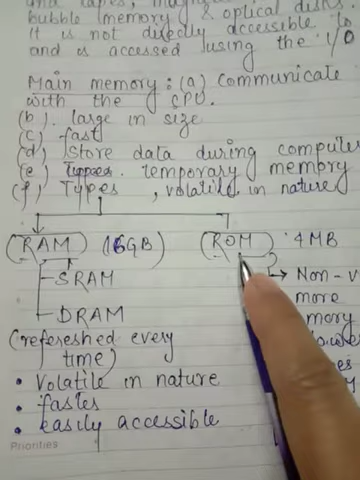 and tapes,
bubble memory & optical disks.
It is not directly accessible to
and is accessed using the I/O
Main memory : (a) Communicate
with the CPU.
(b). large in size
(c) fast
(d) Store data during computer
(e) temporary memory
(f) Types , volatile in nature
RAM (16GB) ROM 4MB
SRAM → Non-v
DRAM more
(refereshed every mory
time)
• Volatile in nature
• faster
• easily accessible
Priorities